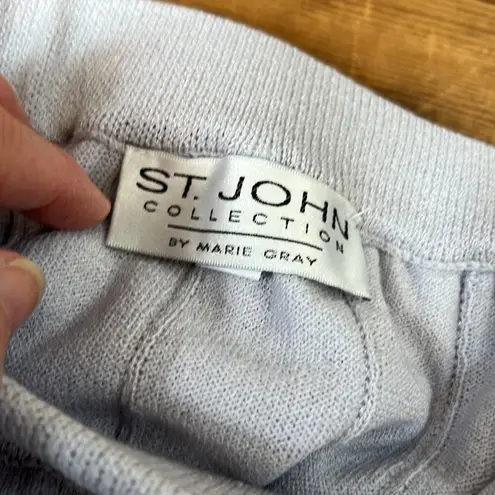 ST. JOHN
COLLECTION
BY MARIE GRAY